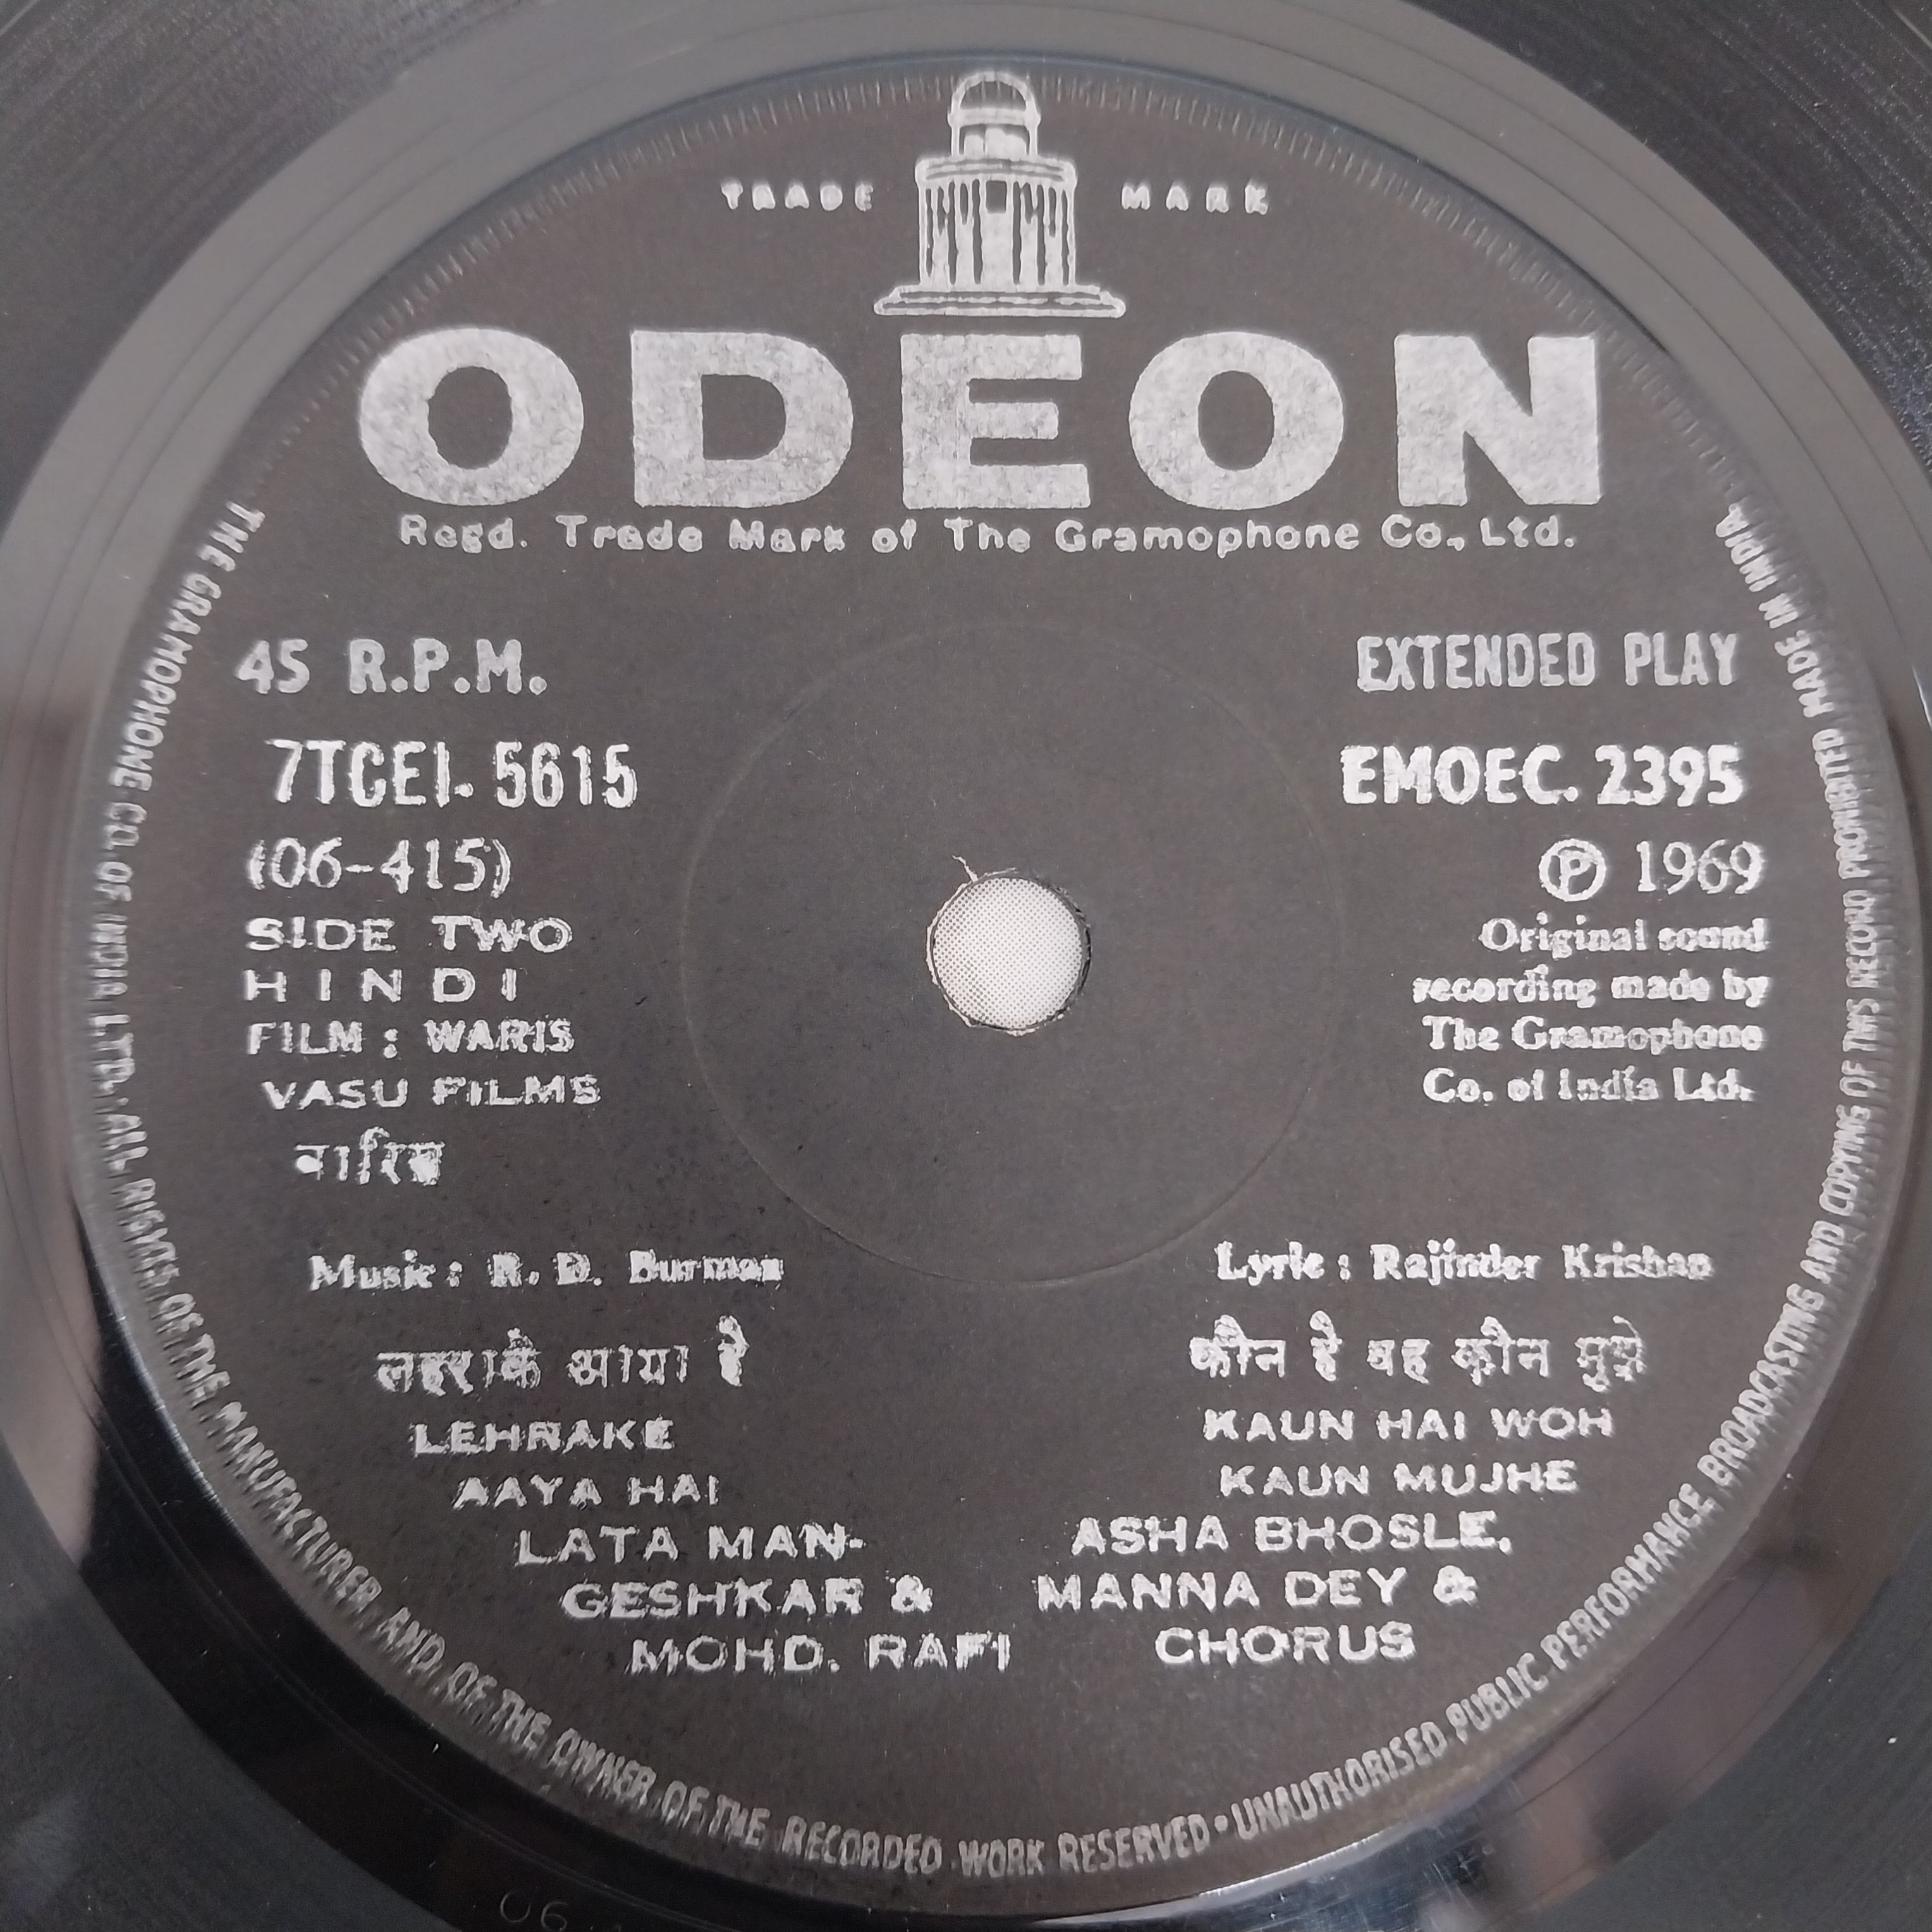 TRADE MARK
ODEON
Regd. Trade Mark of The Gramophone Co., Ltd.
45 R.P.M.
EXTENDED PLAY
7TCEI. 5615
EMOEC. 2395
(06-415)
℗ 1969
SIDE TWO
HINDI
FILM : WARIS
VASU FILMS
वारिस
Original sound
recording made by
The Gramophone
Co. of India Ltd.
Music : R. D. Burman
Lyric : Rajinder Krishan
लहराके आया है
LEHRAKE
AAYA HAI
LATA MAN-
GESHKAR &
MOHD. RAFI
कौन है वह कौन मुझे
KAUN HAI WOH
KAUN MUJHE
ASHA BHOSLE,
MANNA DEY &
CHORUS
THE GRAMOPHONE CO. OF INDIA LTD. ALL RIGHTS OF THE MANUFACTURER AND OF THE OWNER OF THE RECORDED WORK RESERVED • UNAUTHORISED PUBLIC PERFORMANCE BROADCASTING AND COPYING OF THIS RECORD PROHIBITED MADE IN INDIA